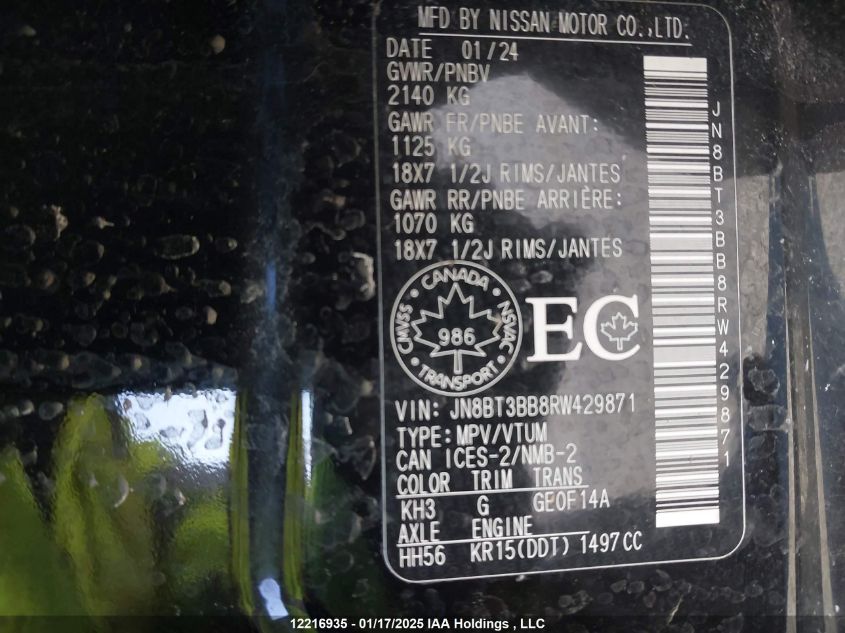 MFD BY NISSAN MOTOR CO.,LTD.
DATE 01/24
GVWR/PNBV
2140 KG
GAWR FR/PNBE AVANT:
1125 KG
18X7 1/2J RIMS/JANTES
GAWR RR/PNBE ARRIÈRE:
1070 KG
18X7 1/2J RIMS/JANTES
CANADA
CMVSS 986 NSVAC
TRANSPORT
EC
VIN: JN8BT3BB8RW429871
TYPE:MPV/VTUM
CAN ICES-2/NMB-2
COLOR TRIM TRANS
KH3 G GE0F14A
AXLE ENGINE
HH56 KR15(DDT) 1497CC
JN8BT3BB8RW429871
12216935 - 01/17/2025 IAA Holdings , LLC